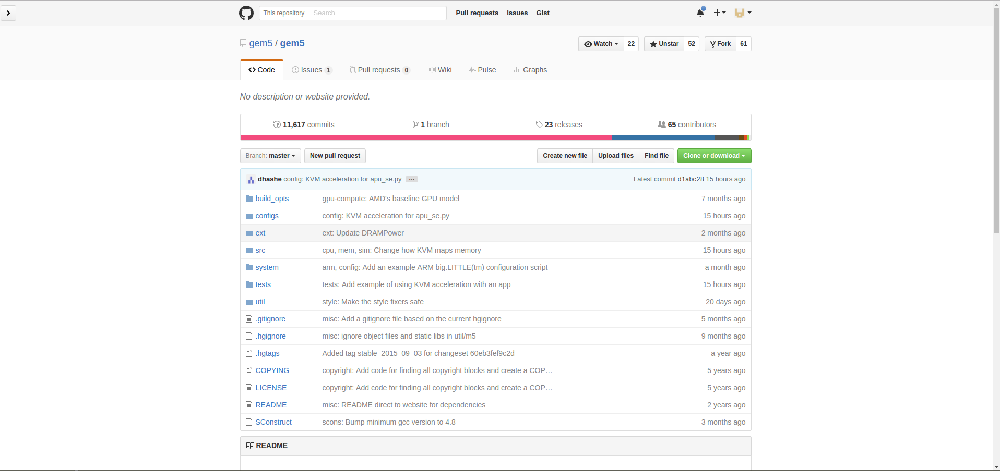 This repository Search Pull requests Issues Gist
gem5 / gem5 Watch 22 Unstar 52 Fork 61
Code Issues 1 Pull requests 0 Wiki Pulse Graphs
No description or website provided.
11,617 commits 1 branch 23 releases 65 contributors
Branch: master New pull request Create new file Upload files Find file Clone or download
dhashe config: KVM acceleration for apu_se.py … Latest commit d1abc28 15 hours ago
build_opts gpu-compute: AMD's baseline GPU model 7 months ago
configs config: KVM acceleration for apu_se.py 15 hours ago
ext ext: Update DRAMPower 2 months ago
src cpu, mem, sim: Change how KVM maps memory 15 hours ago
system arm, config: Add an example ARM big.LITTLE(tm) configuration script a month ago
tests tests: Add example of using KVM acceleration with an app 15 hours ago
util style: Make the style fixers safe 20 days ago
.gitignore misc: Add a gitignore file based on the current hgignore 5 months ago
.hgignore misc: ignore object files and static libs in util/m5 9 months ago
.hgtags Added tag stable_2015_09_03 for changeset 60eb3fef9c2d a year ago
COPYING copyright: Add code for finding all copyright blocks and create a COP… 5 years ago
LICENSE copyright: Add code for finding all copyright blocks and create a COP… 5 years ago
README misc: README direct to website for dependencies 2 years ago
SConstruct scons: Bump minimum gcc version to 4.8 3 months ago
README